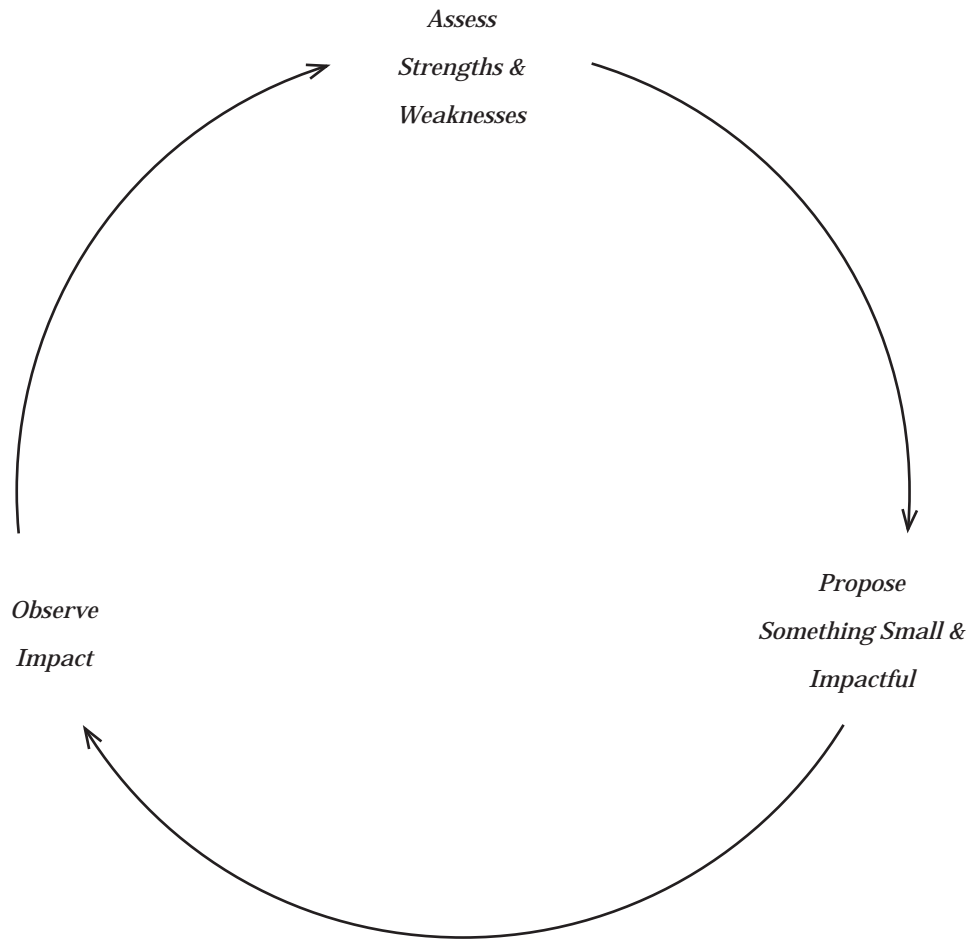 Assess
Strengths &
Weaknesses
Propose
Something Small &
Impactful
Observe
Impact